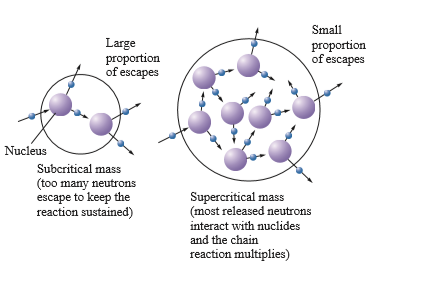 Large
proportion
of escapes
Small
proportion
of escapes
Nucleus
Subcritical mass
(too many neutrons
escape to keep the
reaction sustained)
Supercritical mass
(most released neutrons
interact with nuclides
and the chain
reaction multiplies)